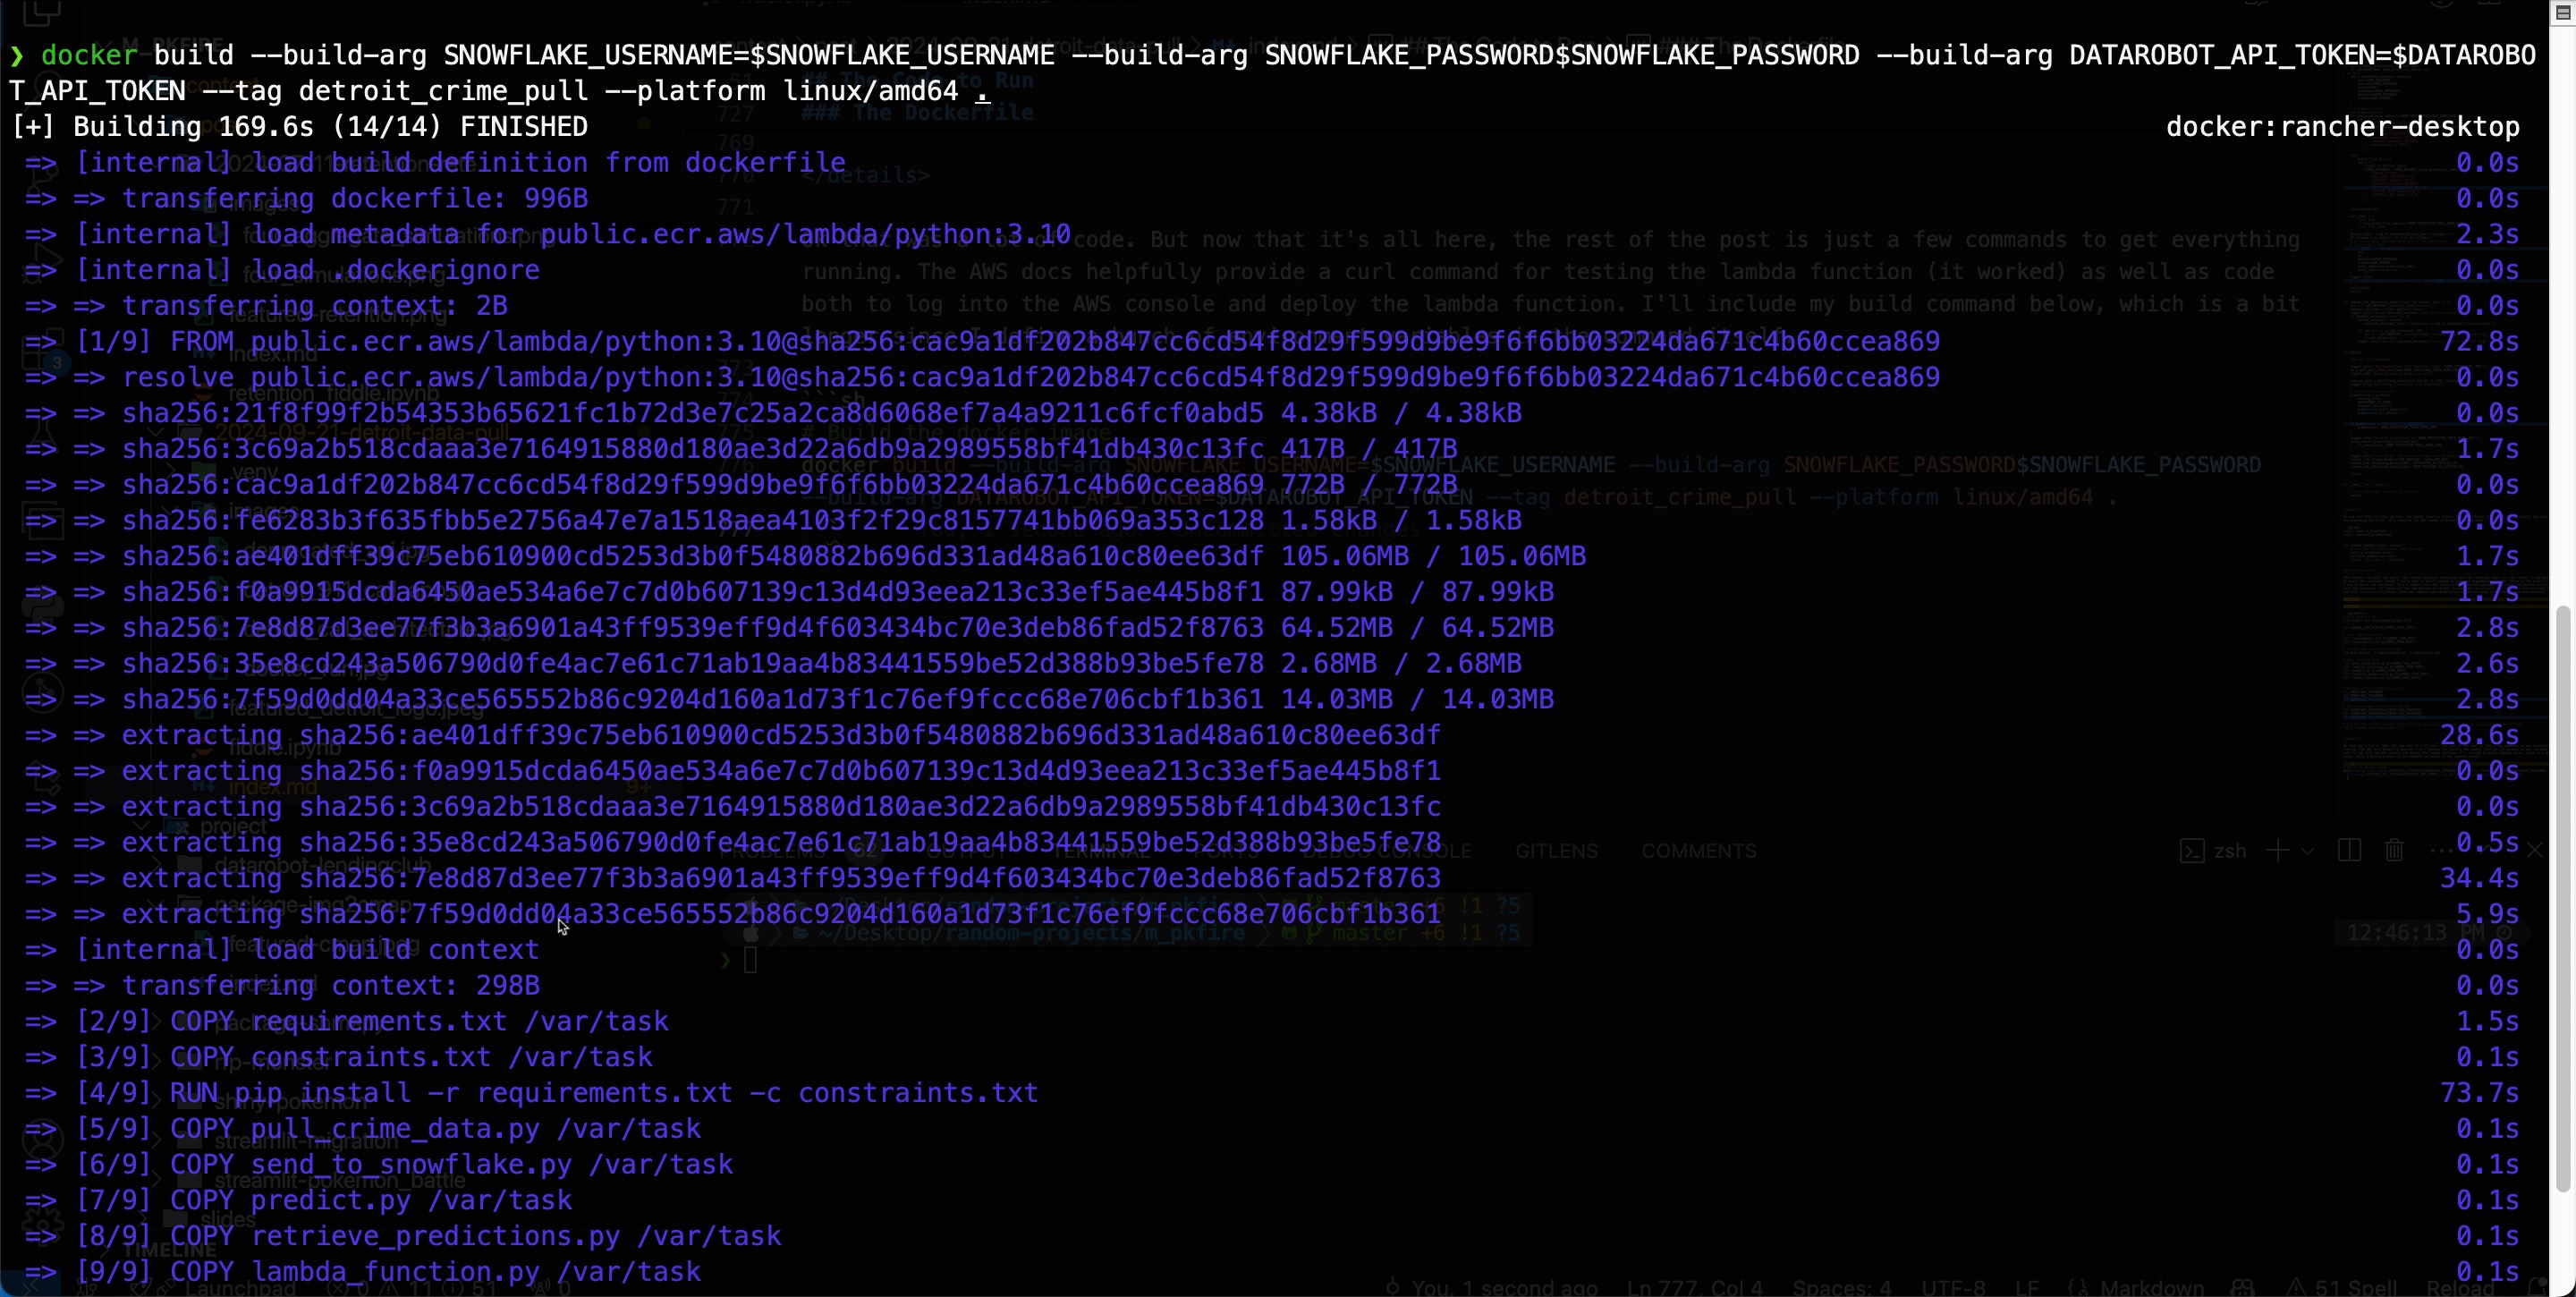 ❯ docker build --build-arg SNOWFLAKE_USERNAME=$SNOWFLAKE_USERNAME --build-arg SNOWFLAKE_PASSWORD$SNOWFLAKE_PASSWORD --build-arg DATAROBOT_API_TOKEN=$DATAROBO
T_API_TOKEN --tag detroit_crime_pull --platform linux/amd64 .
[+] Building 169.6s (14/14) FINISHED docker:rancher-desktop
=> [internal] load build definition from dockerfile 0.0s
=> => transferring dockerfile: 996B 0.0s
=> [internal] load metadata for public.ecr.aws/lambda/python:3.10 2.3s
=> [internal] load .dockerignore 0.0s
=> => transferring context: 2B 0.0s
=> [1/9] FROM public.ecr.aws/lambda/python:3.10@sha256:cac9a1df202b847cc6cd54f8d29f599d9be9f6f6bb03224da671c4b60ccea869 72.8s
=> => resolve public.ecr.aws/lambda/python:3.10@sha256:cac9a1df202b847cc6cd54f8d29f599d9be9f6f6bb03224da671c4b60ccea869 0.0s
=> => sha256:21f8f99f2b54353b65621fc1b72d3e7c25a2ca8d6068ef7a4a9211c6fcf0abd5 4.38kB / 4.38kB 0.0s
=> => sha256:3c69a2b518cdaaa3e7164915880d180ae3d22a6db9a2989558bf41db430c13fc 417B / 417B 1.7s
=> => sha256:cac9a1df202b847cc6cd54f8d29f599d9be9f6f6bb03224da671c4b60ccea869 772B / 772B 0.0s
=> => sha256:fe6283b3f635fbb5e2756a47e7a1518aea4103f2f29c8157741bb069a353c128 1.58kB / 1.58kB 0.0s
=> => sha256:ae401dff39c75eb610900cd5253d3b0f5480882b696d331ad48a610c80ee63df 105.06MB / 105.06MB 1.7s
=> => sha256:f0a9915dcda6450ae534a6e7c7d0b607139c13d4d93eea213c33ef5ae445b8f1 87.99kB / 87.99kB 1.7s
=> => sha256:7e8d87d3ee77f3b3a6901a43ff9539eff9d4f603434bc70e3deb86fad52f8763 64.52MB / 64.52MB 2.8s
=> => sha256:35e8cd243a506790d0fe4ac7e61c71ab19aa4b83441559be52d388b93be5fe78 2.68MB / 2.68MB 2.6s
=> => sha256:7f59d0dd04a33ce565552b86c9204d160a1d73f1c76ef9fccc68e706cbf1b361 14.03MB / 14.03MB 2.8s
=> => extracting sha256:ae401dff39c75eb610900cd5253d3b0f5480882b696d331ad48a610c80ee63df 28.6s
=> => extracting sha256:f0a9915dcda6450ae534a6e7c7d0b607139c13d4d93eea213c33ef5ae445b8f1 0.0s
=> => extracting sha256:3c69a2b518cdaaa3e7164915880d180ae3d22a6db9a2989558bf41db430c13fc 0.0s
=> => extracting sha256:35e8cd243a506790d0fe4ac7e61c71ab19aa4b83441559be52d388b93be5fe78 0.5s
=> => extracting sha256:7e8d87d3ee77f3b3a6901a43ff9539eff9d4f603434bc70e3deb86fad52f8763 34.4s
=> => extracting sha256:7f59d0dd04a33ce565552b86c9204d160a1d73f1c76ef9fccc68e706cbf1b361 5.9s
=> [internal] load build context 0.0s
=> => transferring context: 298B 0.0s
=> [2/9] COPY requirements.txt /var/task 1.5s
=> [3/9] COPY constraints.txt /var/task 0.1s
=> [4/9] RUN pip install -r requirements.txt -c constraints.txt 73.7s
=> [5/9] COPY pull_crime_data.py /var/task 0.1s
=> [6/9] COPY send_to_snowflake.py /var/task 0.1s
=> [7/9] COPY predict.py /var/task 0.1s
=> [8/9] COPY retrieve_predictions.py /var/task 0.1s
=> [9/9] COPY lambda_function.py /var/task 0.1s